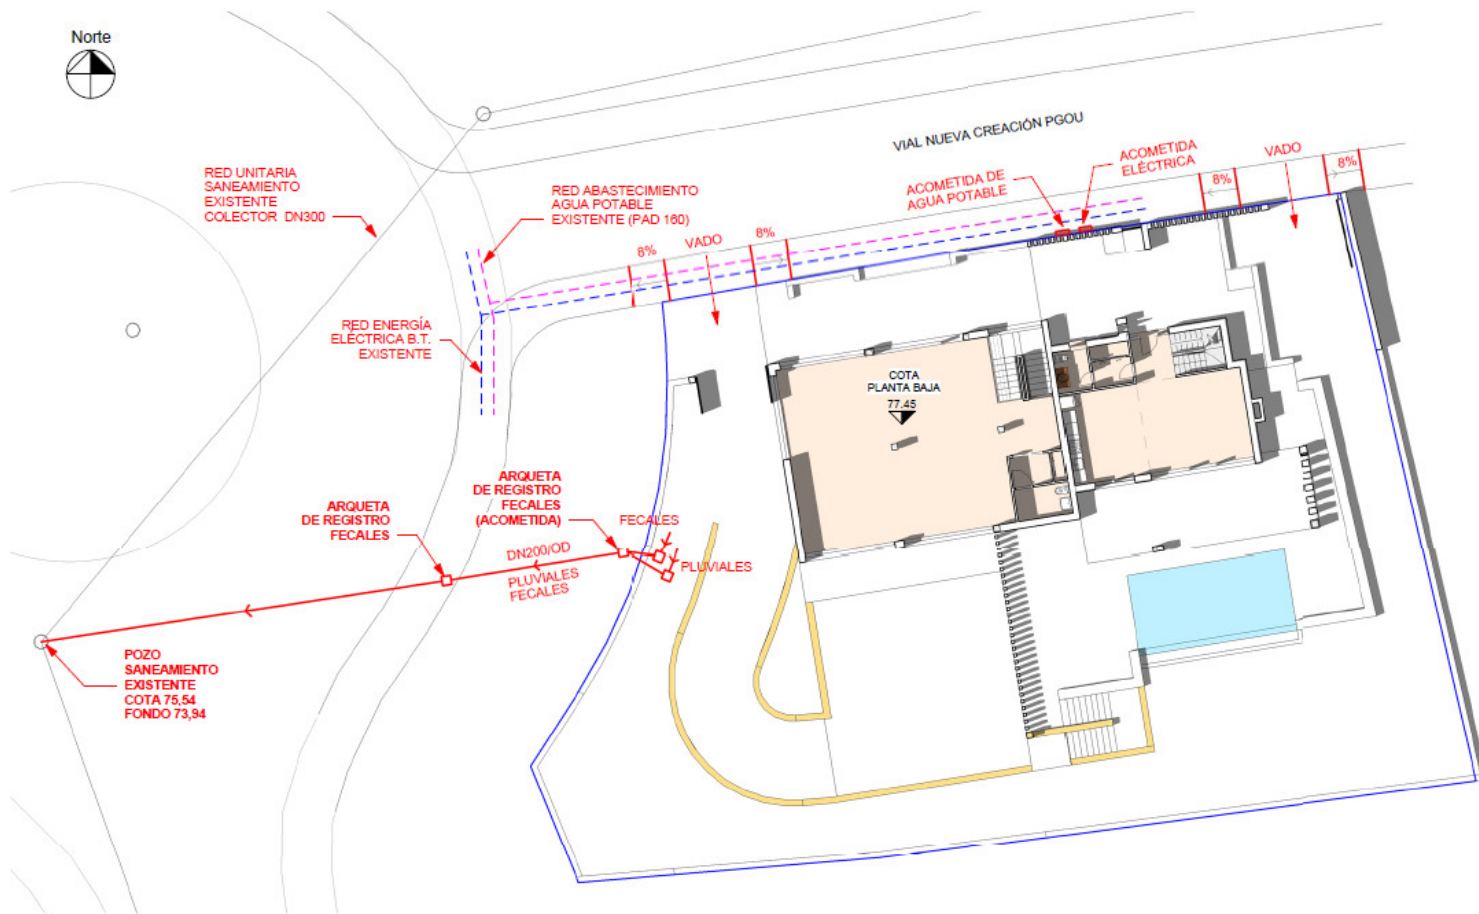 Norte
VIAL NUEVA CREACIÓN PGOU
RED UNITARIA
SANEAMIENTO
EXISTENTE
COLECTOR DN300
RED ABASTECIMIENTO
AGUA POTABLE
EXISTENTE (PAD 160)
ACOMETIDA DE
AGUA POTABLE
ACOMETIDA
ELÉCTRICA
8%
VADO
8%
8%
VADO
8%
RED ENERGÍA
ELÉCTRICA B.T.
EXISTENTE
COTA
PLANTA BAJA
77.45
ARQUETA
DE REGISTRO
FECALES
ARQUETA
DE REGISTRO
FECALES
(ACOMETIDA)
FECALES
PLUVIALES
DN200/OD
PLUVIALES
FECALES
POZO
SANEAMIENTO
EXISTENTE
COTA 75,54
FONDO 73,94